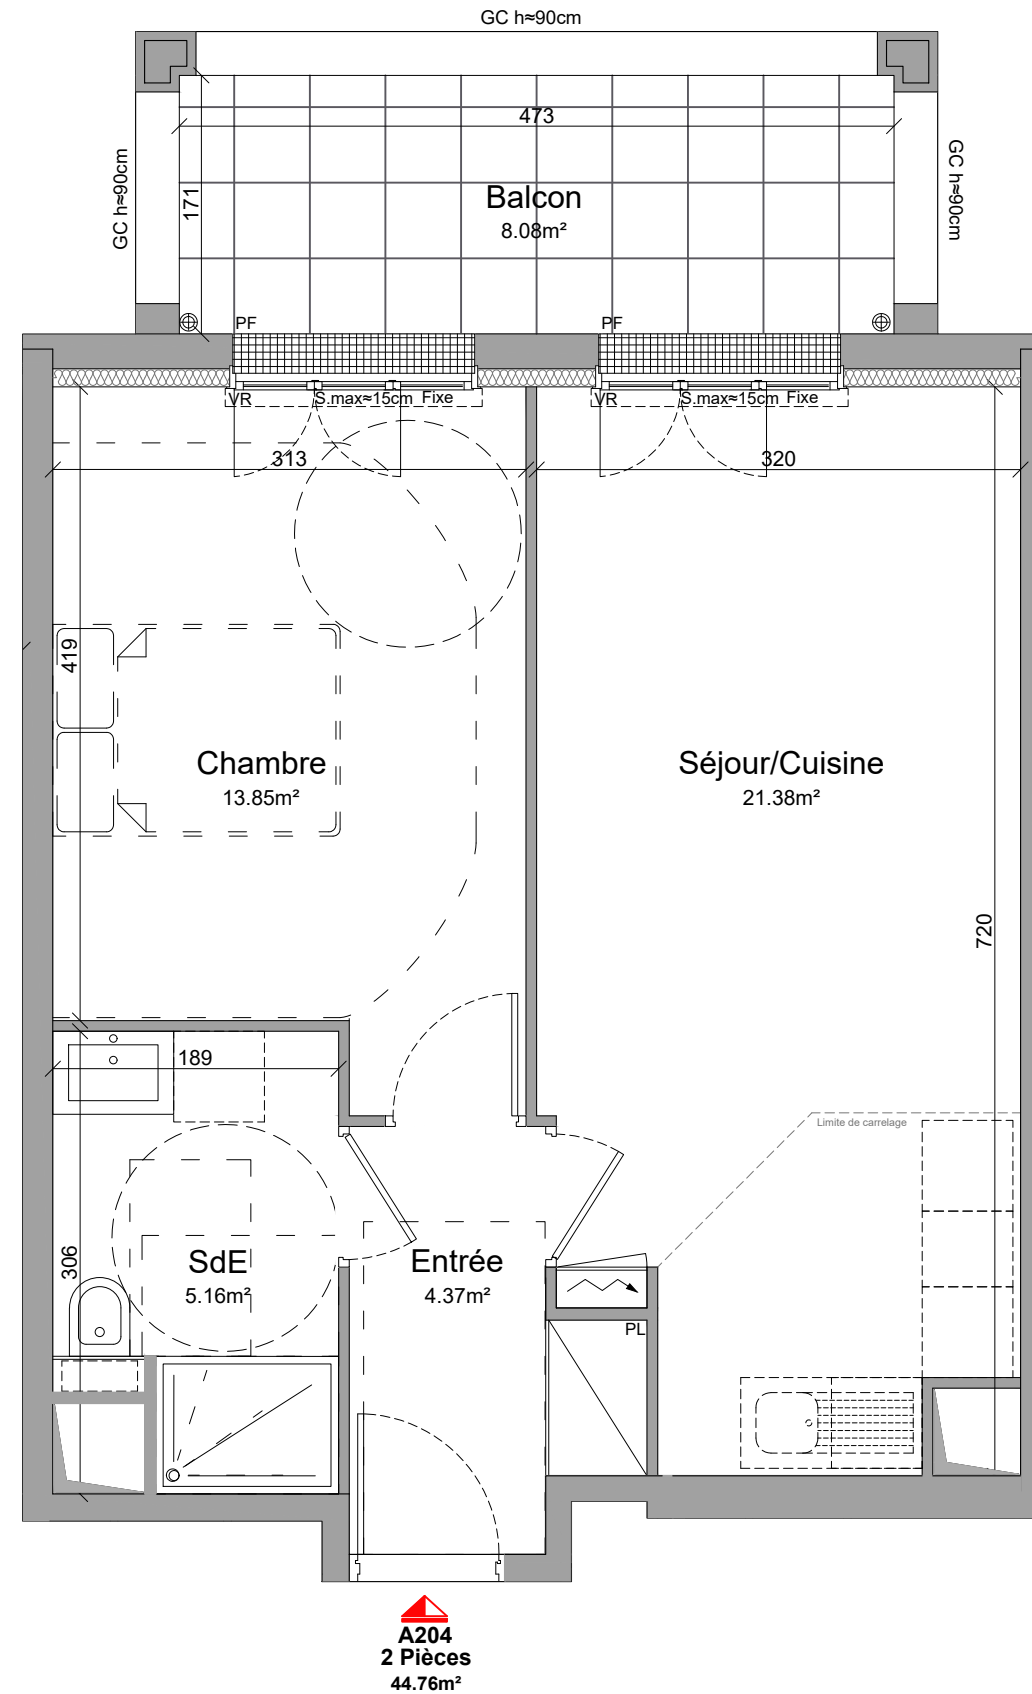 GC h≈90cm
473
GC h≈90cm
GC h≈90cm
171
Balcon
8.08m²
PF
PF
VR
S.max≈15cm Fixe
VR
S.max≈15cm Fixe
313
320
419
Chambre
13.85m²
Séjour/Cuisine
21.38m²
720
189
Limite de carrelage
306
SdE
5.16m²
Entrée
4.37m²
PL
A204
2 Pièces
44.76m²